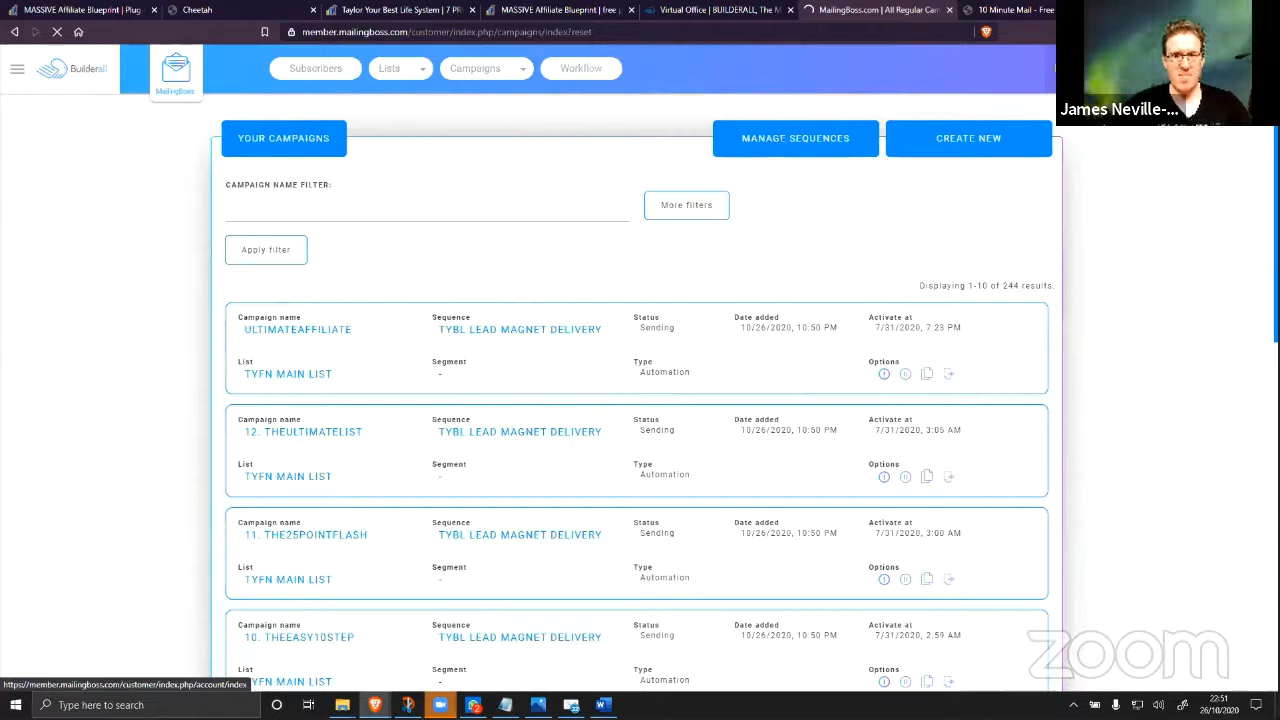 MASSIVE Affiliate Blueprint - Plug
Cheetah
Taylor Your Best Life System | 7 PR
MASSIVE Affiliate Blueprint | free
Virtual Office | BUILDERALL, The M
MailingBoss | All Regular Cam
10 Minute Mail - Free
member.mailingboss.com/customer/index.php/campaigns/index?reset
Builderall
MailingBoss
Subscribers
Lists
Campaigns
Workflow
James Neville-...
YOUR CAMPAIGNS
MANAGE SEQUENCES
CREATE NEW
CAMPAIGN NAME FILTER:
More filters
Apply filter
Displaying 1-10 of 244 results.
Campaign name Sequence Status Date added Activate at
ULTIMATEAFFILIATE TYBL LEAD MAGNET DELIVERY Sending 10/26/2020, 10:50 PM 7/31/2020, 7:23 PM
List Segment Type Options
TYFN MAIN LIST - Automation
Campaign name Sequence Status Date added Activate at
12. THEULTIMATELIST TYBL LEAD MAGNET DELIVERY Sending 10/26/2020, 10:50 PM 7/31/2020, 3:05 AM
List Segment Type Options
TYFN MAIN LIST - Automation
Campaign name Sequence Status Date added Activate at
11. THE25POINTFLASH TYBL LEAD MAGNET DELIVERY Sending 10/26/2020, 10:50 PM 7/31/2020, 3:00 AM
List Segment Type Options
TYFN MAIN LIST - Automation
Campaign name Sequence Status Date added Activate at
10. THEEASY10STEP TYBL LEAD MAGNET DELIVERY Sending 10/26/2020, 10:50 PM 7/31/2020, 2:59 AM
List Segment Type Options
TYFN MAIN LIST - Automation
zoom
https://member.mailingboss.com/customer/index.php/account/index
Type here to search
22:51
26/10/2020